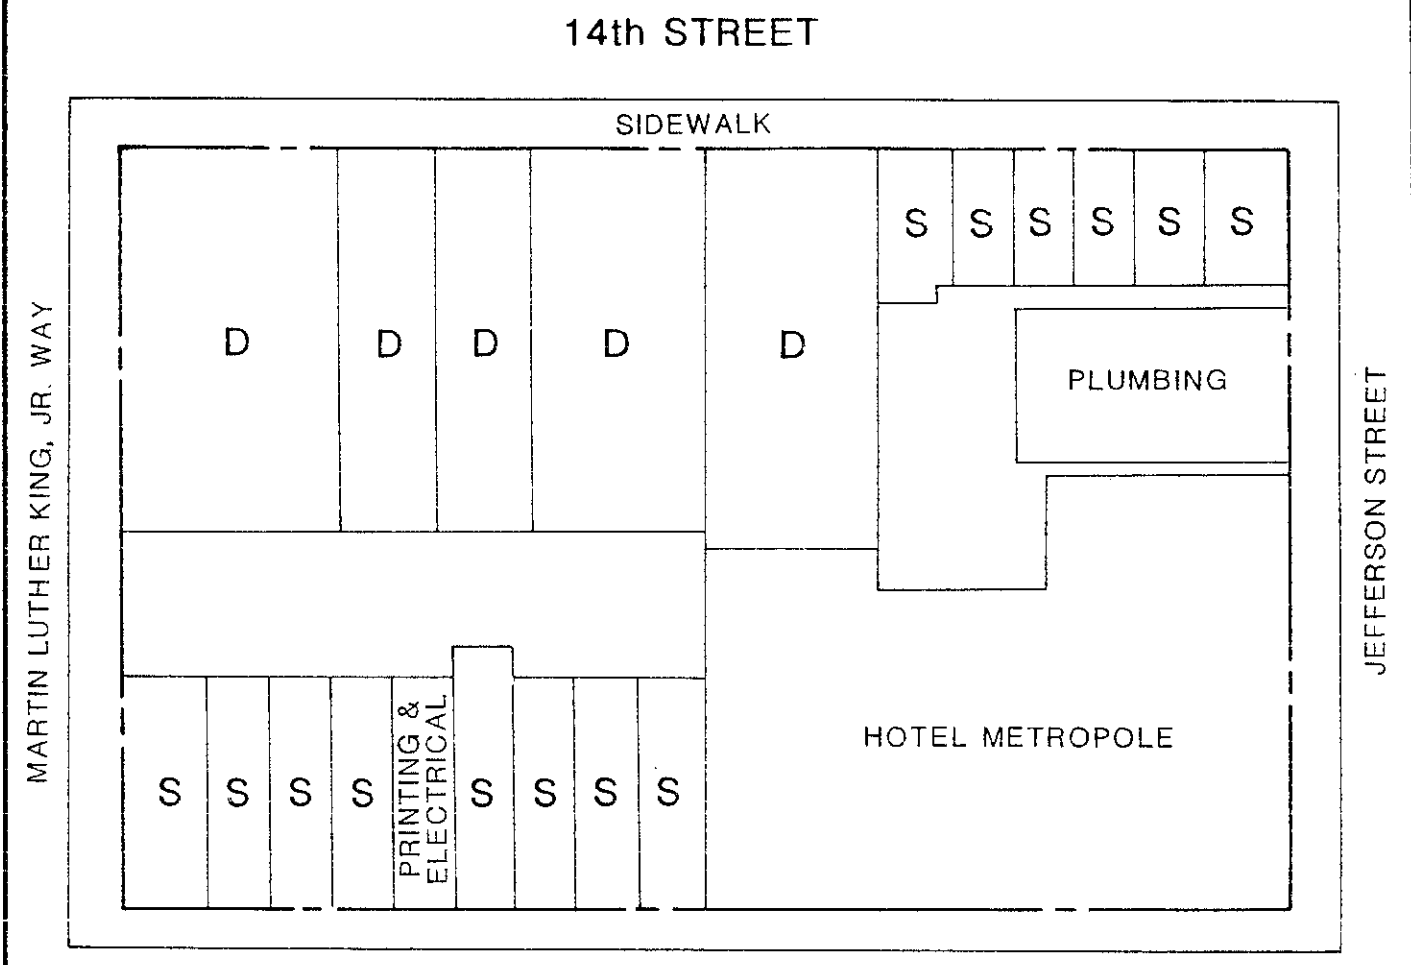 14th STREET
SIDEWALK
S S S S S S
D D D D D
PLUMBING
MARTIN LUTHER KING, JR. WAY
JEFFERSON STREET
HOTEL METROPOLE
S S S S
PRINTING &
ELECTRICAL
S S S S